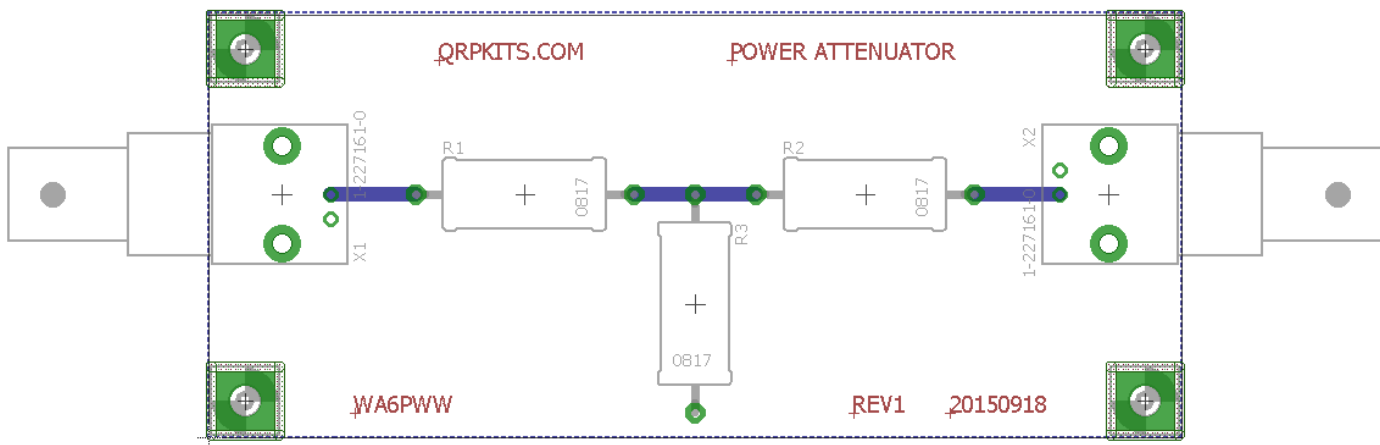 QRPKITS.COM POWER ATTENUATOR
1-227161-0
X1
R1
0817
R2
0817
X2
1-227161-0
R3
0817
WA6PWW REV1 20150918